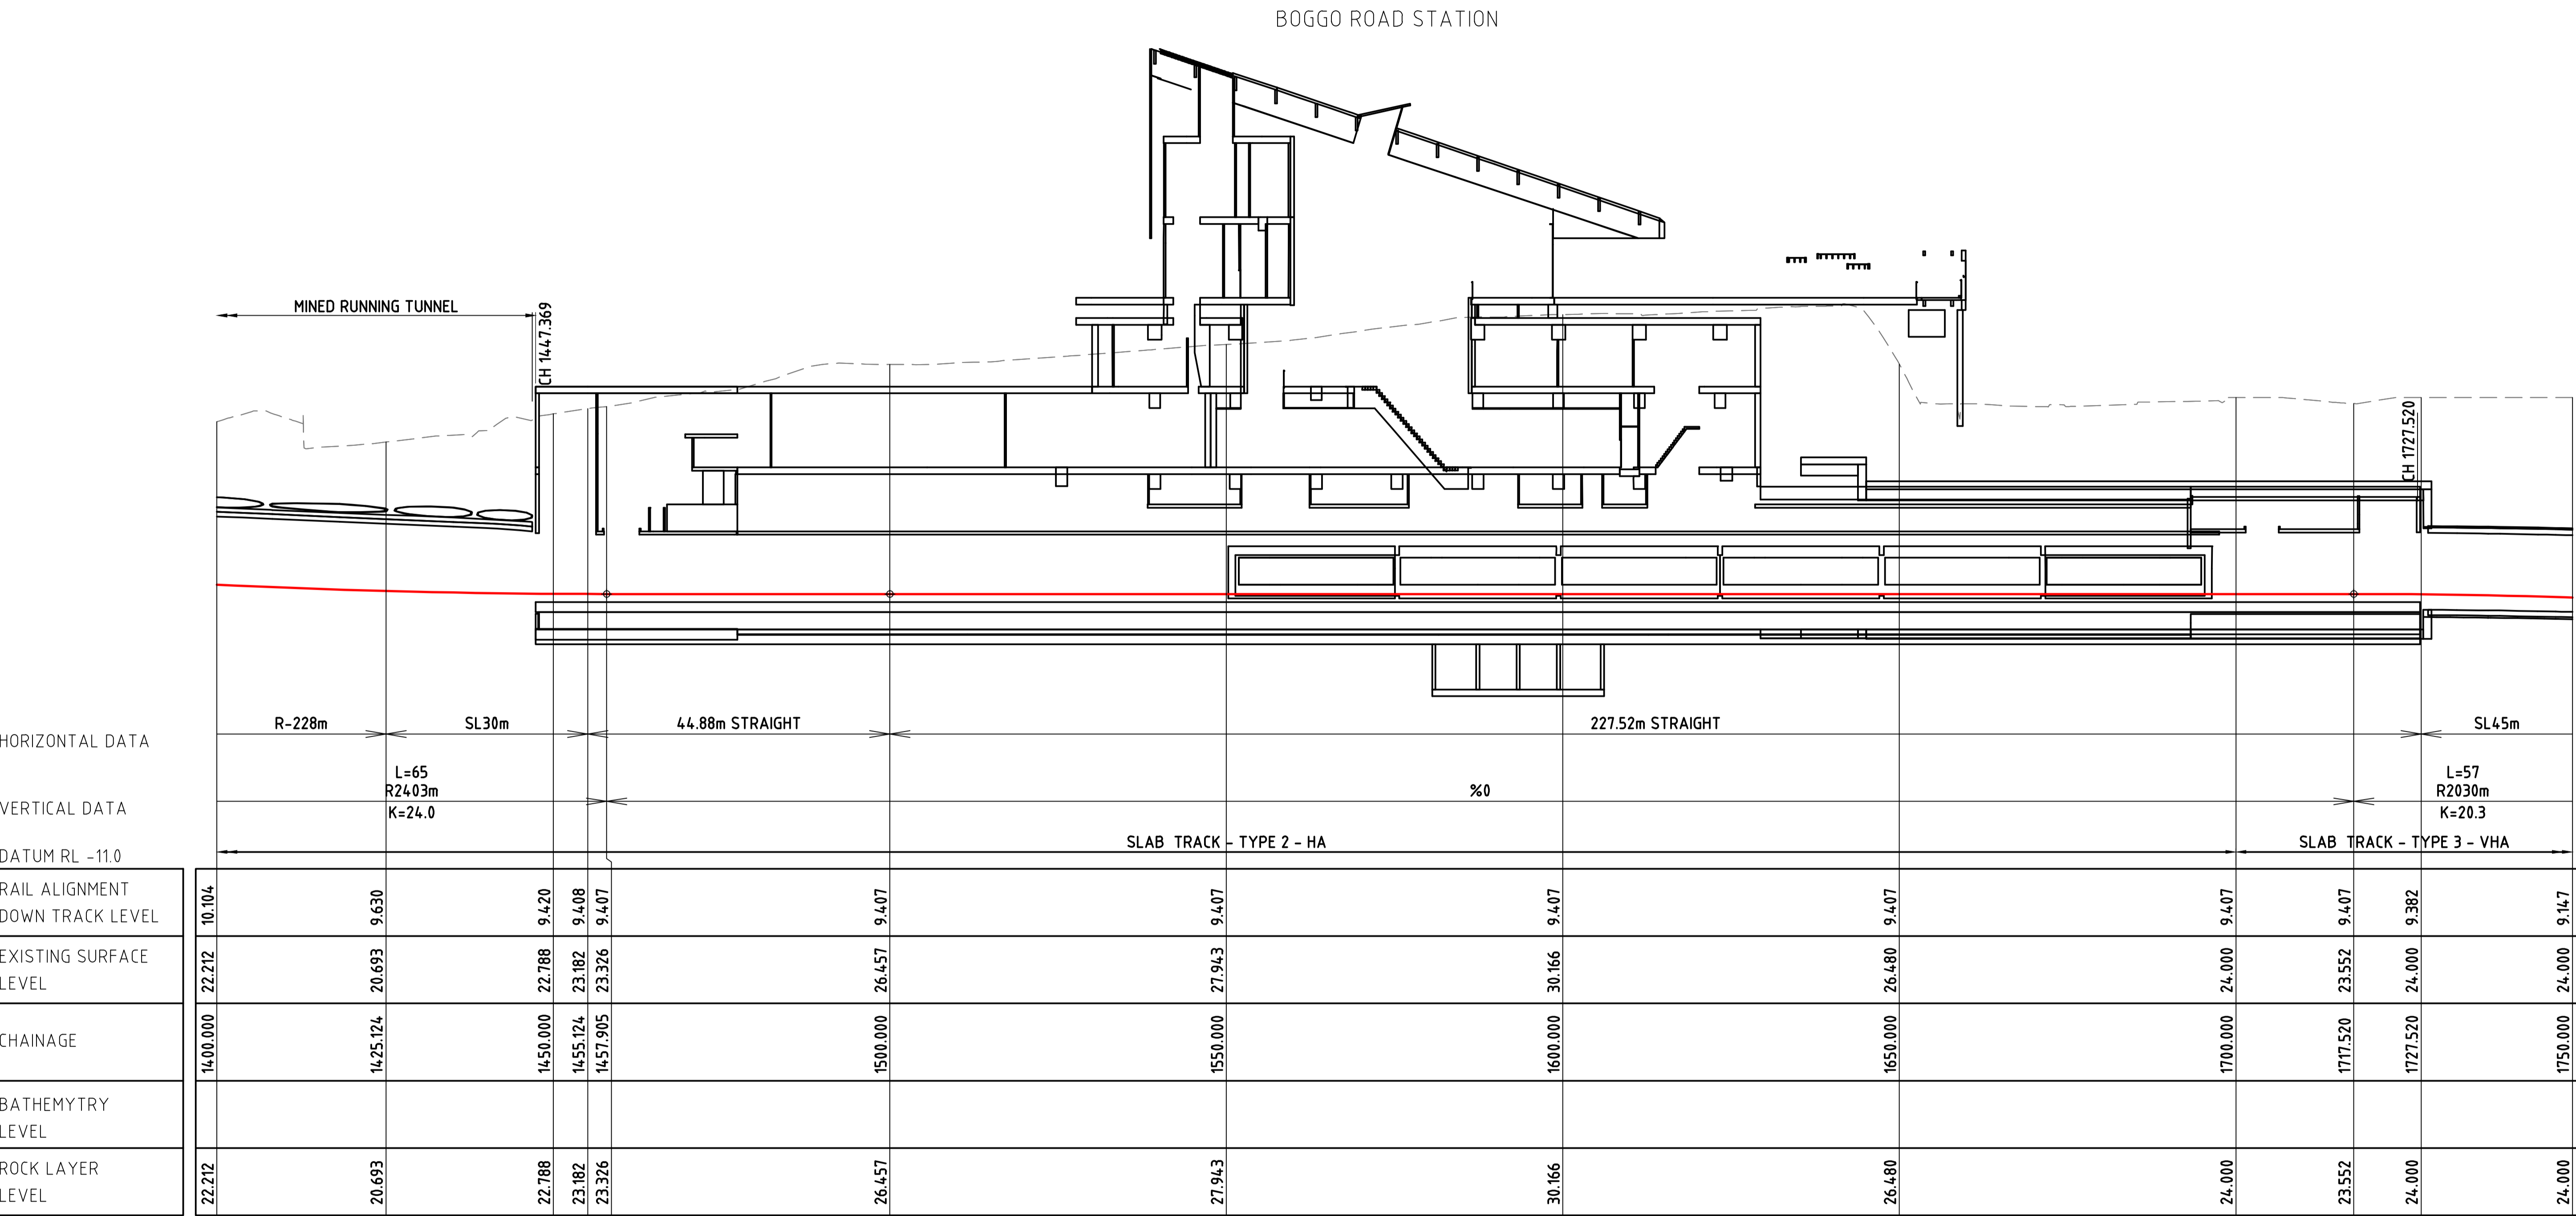 BOGGO ROAD STATION
MINED RUNNING TUNNEL
CH 1447.369
CH 1727.520
HORIZONTAL DATA
R-228m
SL30m
44.88m STRAIGHT
227.52m STRAIGHT
SL45m
VERTICAL DATA
L=65
R2403m
K=24.0
%0
L=57
R2030m
K=20.3
SLAB TRACK - TYPE 2 - HA
SLAB TRACK - TYPE 3 - VHA
DATUM RL -11.0
RAIL ALIGNMENT
DOWN TRACK LEVEL
10.104
9.630
9.420
9.408
9.407
9.407
9.407
9.407
9.407
9.407
9.407
9.382
9.147
EXISTING SURFACE
LEVEL
22.212
20.693
22.788
23.182
23.326
26.457
27.943
30.166
26.480
24.000
23.552
24.000
24.000
CHAINAGE
1400.000
1425.124
1450.000
1455.124
1457.905
1500.000
1550.000
1600.000
1650.000
1700.000
1717.520
1727.520
1750.000
BATHEMYTRY
LEVEL
ROCK LAYER
LEVEL
22.212
20.693
22.788
23.182
23.326
26.457
27.943
30.166
26.480
24.000
23.552
24.000
24.000